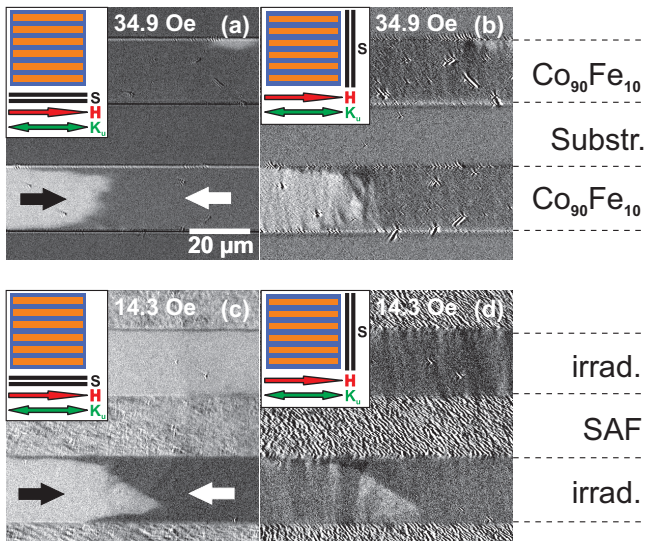 34.9 Oe (a)
S
H
Kᵤ
20 µm
34.9 Oe (b)
S
H
Kᵤ
Co₉₀Fe₁₀
Substr.
Co₉₀Fe₁₀
14.3 Oe (c)
S
H
Kᵤ
14.3 Oe (d)
S
H
Kᵤ
irrad.
SAF
irrad.